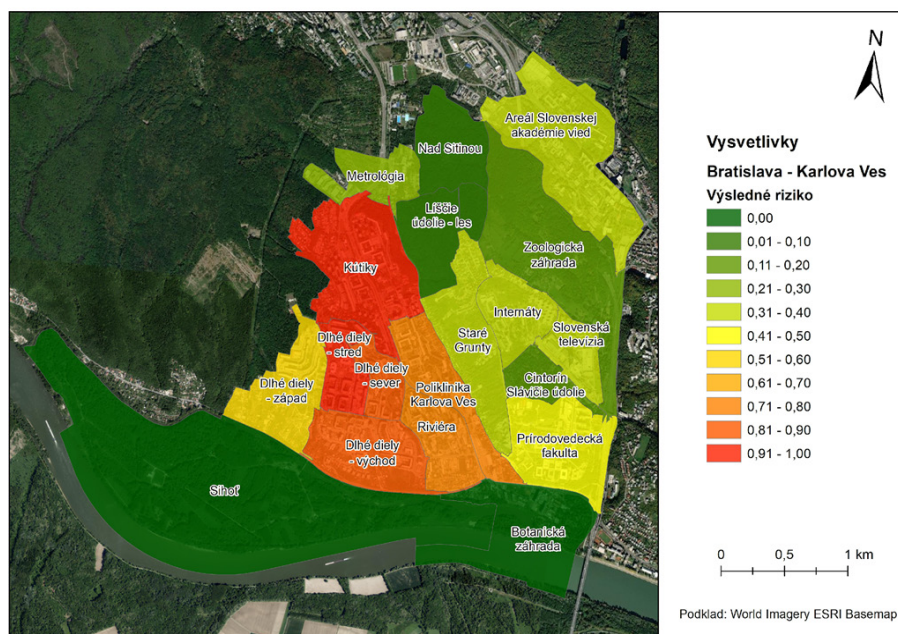 N
Areál Slovenskej
akadémie vied
Nad Sitinou
Metrológia
Líščie
údolie - les
Zoologická
záhrada
Kútiky
Internáty
Staré
Grunty
Slovenská
televízia
Dlhé diely
- stred
Dlhé diely
- sever
Dlhé diely
- západ
Poliklinika
Karlova Ves
Cintorín
Slávičie údolie
Riviéra
Dlhé diely
- východ
Prírodovedecká
fakulta
Sihoť
Botanická
záhrada
Vysvetlivky
Bratislava - Karlova Ves
Výsledné riziko
0,00
0,01 - 0,10
0,11 - 0,20
0,21 - 0,30
0,31 - 0,40
0,41 - 0,50
0,51 - 0,60
0,61 - 0,70
0,71 - 0,80
0,81 - 0,90
0,91 - 1,00
0 0,5 1 km
Podklad: World Imagery ESRI Basemap